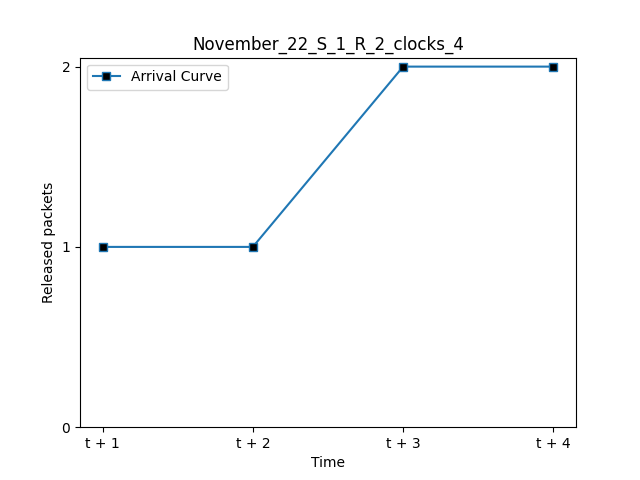 November_22_S_1_R_2_clocks_4
2
Arrival Curve
1
Released packets
0
t + 1
t + 2
t + 3
t + 4
Time